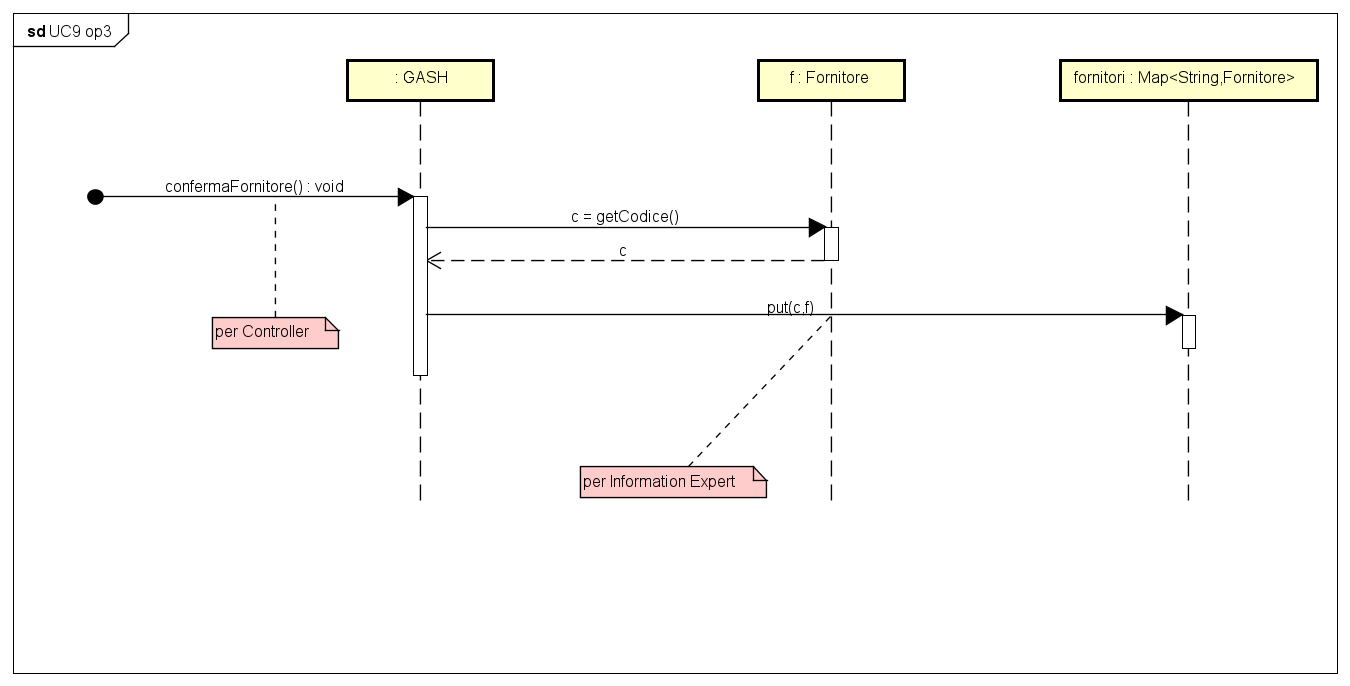 sd UC9 op3
: GASH
f : Fornitore
fornitori : Map<String,Fornitore>
confermaFornitore() : void
c = getCodice()
c
put(c,f)
per Controller
per Information Expert